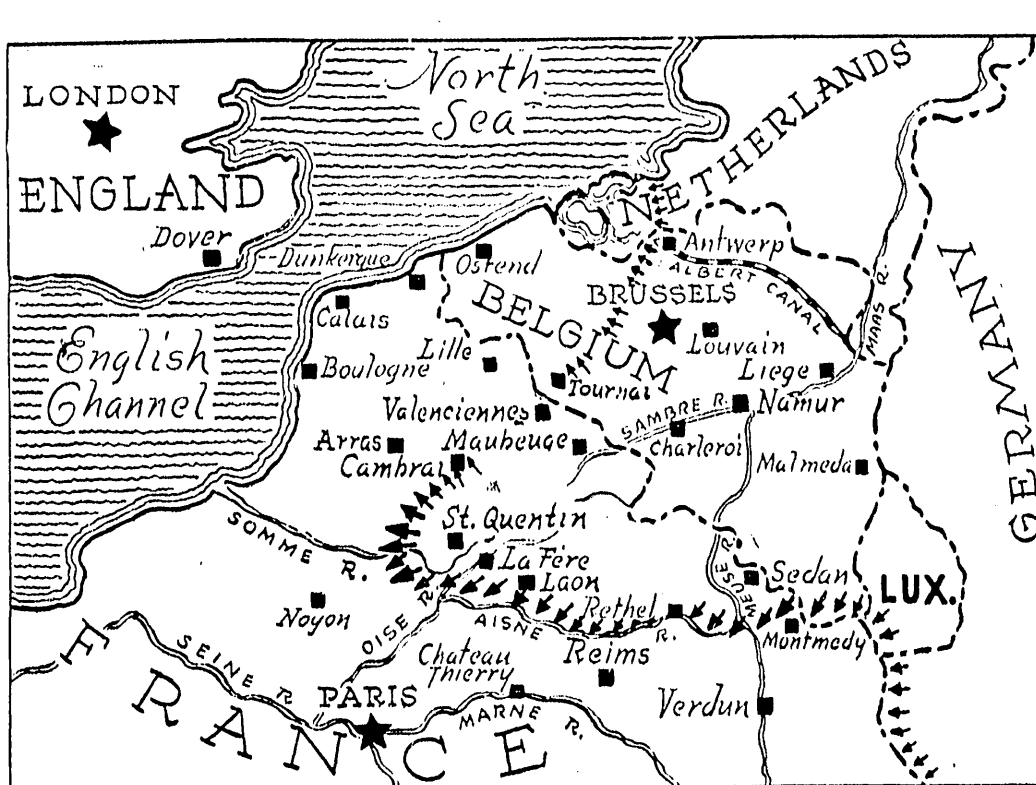 LONDON
North
Sea
NETHERLANDS
ENGLAND
Dover
Dunkerque
Ostend
Antwerp
ALBERT CANAL
MAAS R.
GERMANY
BRUSSELS
BELGIUM
Calais
English
Channel
Louvain
Lille
Boulogne
Tournai
Liege
Valenciennes
SAMBRE R.
Namur
Arras
Maubeuge
Charleroi
Cambrai
Malmeda
SOMME R.
St. Quentin
La Fére
Laon
MEUSE R.
Sedan
LUX.
Noyon
OISE R.
AISNE R.
Rethel
Montmedy
SEINE R
Chateau
Thierry
Reims
PARIS
MARNE R.
Verdun
FRANCE